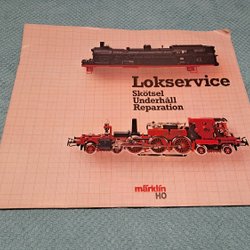 Lokservice
Skötsel
Underhåll
Reparation
märklin
HO